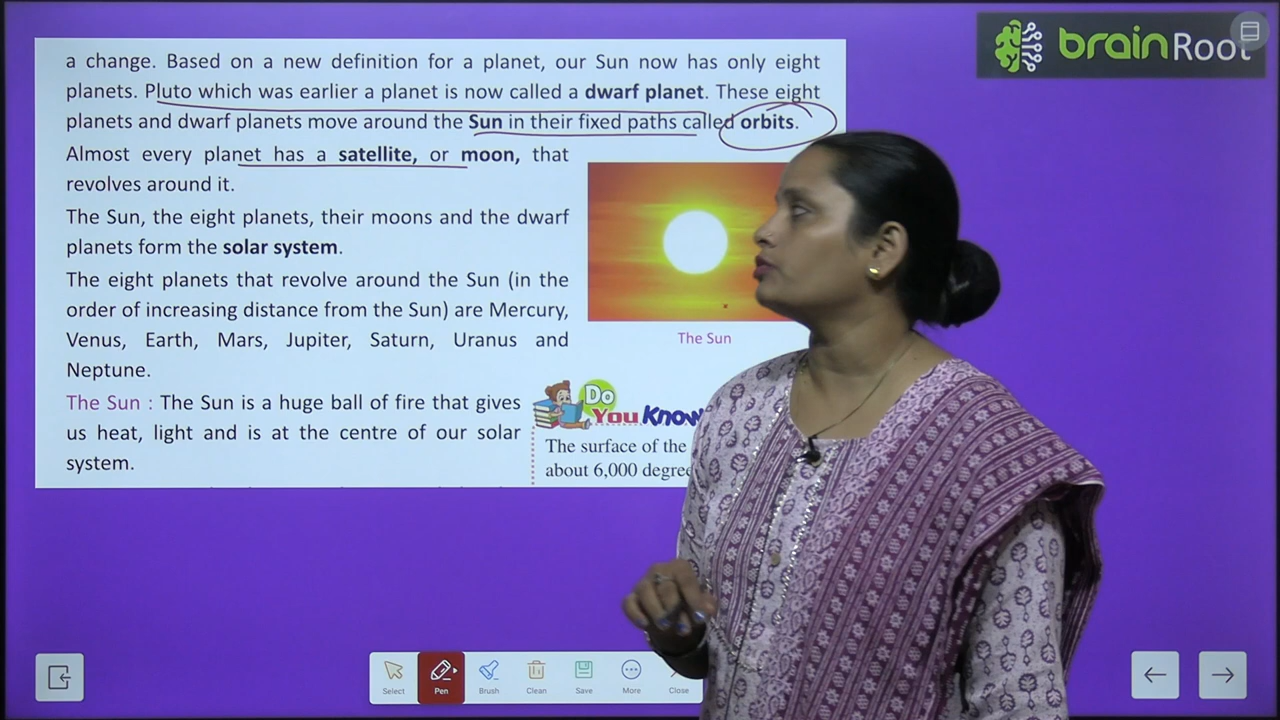 brainRoot
a change. Based on a new definition for a planet, our Sun now has only eight
planets. Pluto which was earlier a planet is now called a dwarf planet. These eight
planets and dwarf planets move around the Sun in their fixed paths called orbits.
Almost every planet has a satellite, or moon, that
revolves around it.
The Sun, the eight planets, their moons and the dwarf
planets form the solar system.
The eight planets that revolve around the Sun (in the
order of increasing distance from the Sun) are Mercury,
Venus, Earth, Mars, Jupiter, Saturn, Uranus and
Neptune.
The Sun : The Sun is a huge ball of fire that gives
us heat, light and is at the centre of our solar
system.
The Sun
Do
You Know
The surface of the
about 6,000 degre
Select Pen Brush Clean Save More Close